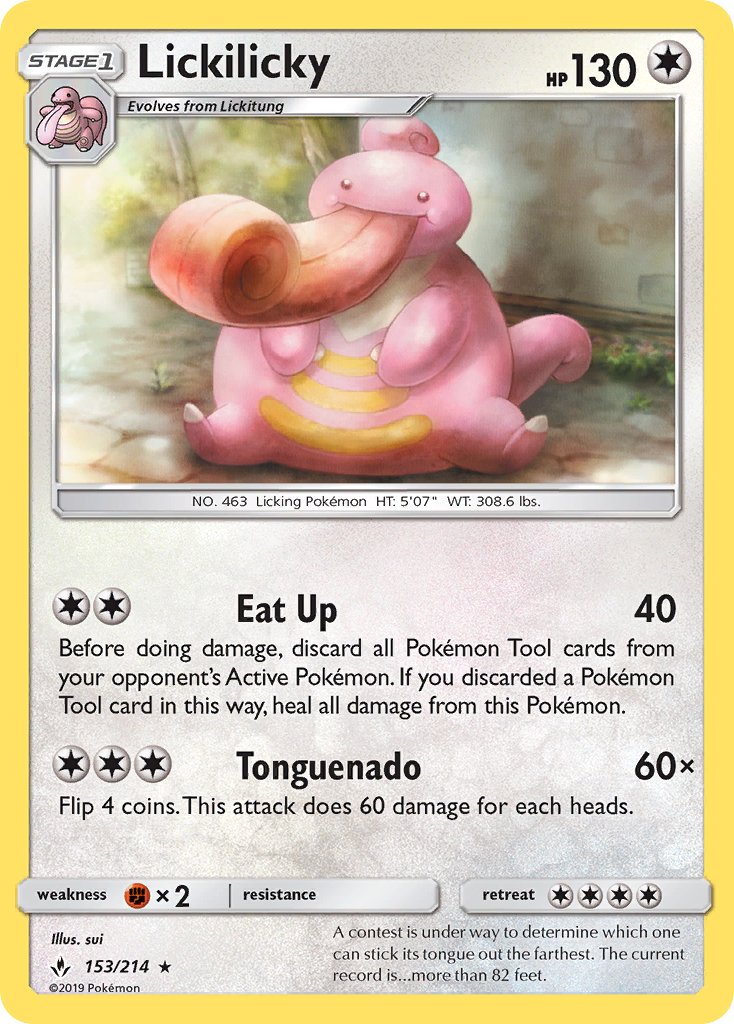 STAGE1
Lickilicky
HP 130
Evolves from Lickitung
NO. 463 Licking Pokémon HT: 5'07" WT: 308.6 lbs.
Eat Up 40
Before doing damage, discard all Pokémon Tool cards from
your opponent's Active Pokémon. If you discarded a Pokémon
Tool card in this way, heal all damage from this Pokémon.
Tonguenado 60×
Flip 4 coins. This attack does 60 damage for each heads.
weakness × 2 resistance retreat
Illus. sui
153/214 ★
©2019 Pokémon
A contest is under way to determine which one
can stick its tongue out the farthest. The current
record is...more than 82 feet.